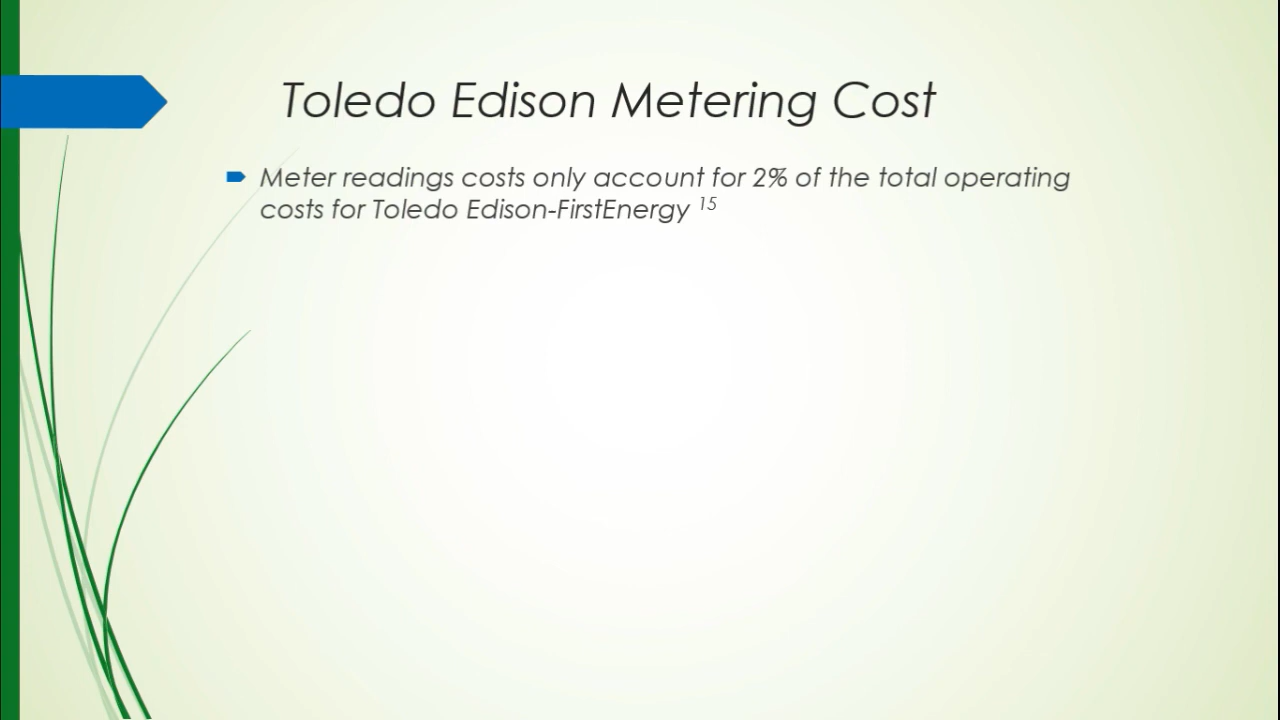 Toledo Edison Metering Cost
Meter readings costs only account for 2% of the total operating
costs for Toledo Edison-FirstEnergy 15